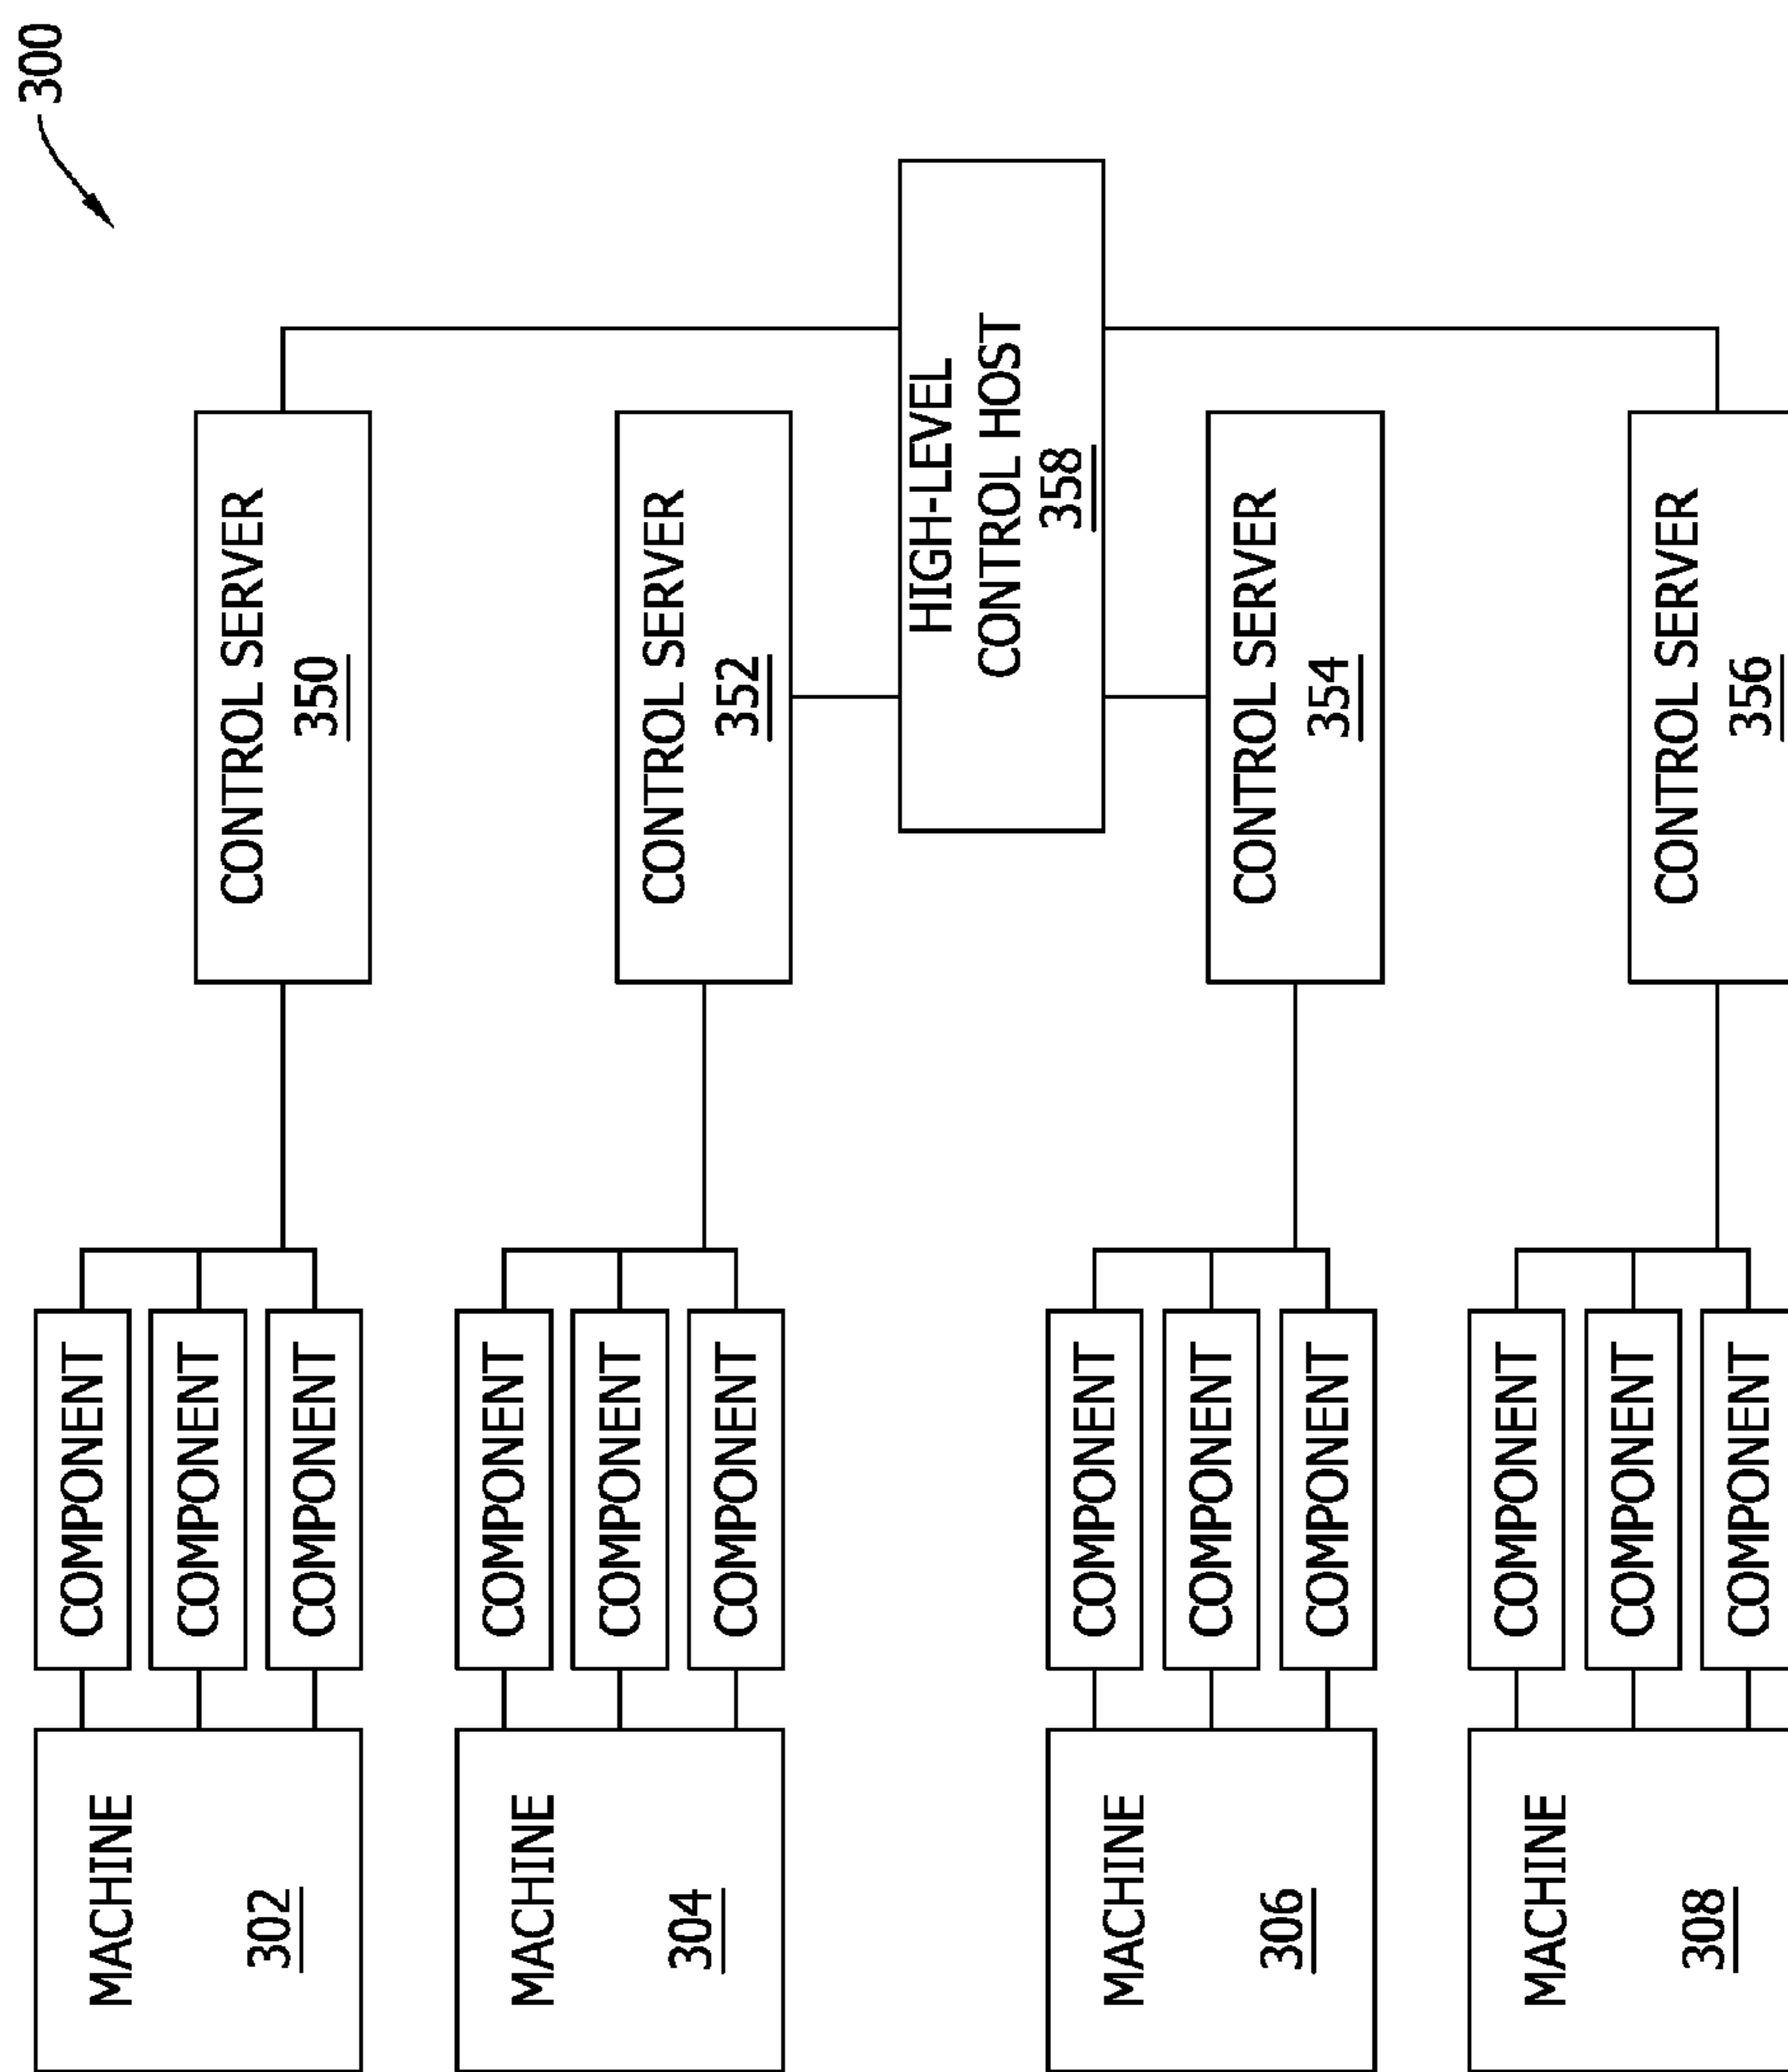 300
MACHINE
302
COMPONENT
COMPONENT
COMPONENT
CONTROL SERVER
350
MACHINE
304
COMPONENT
COMPONENT
COMPONENT
CONTROL SERVER
352
HIGH-LEVEL
CONTROL HOST
358
MACHINE
306
COMPONENT
COMPONENT
COMPONENT
CONTROL SERVER
354
MACHINE
308
COMPONENT
COMPONENT
COMPONENT
CONTROL SERVER
356